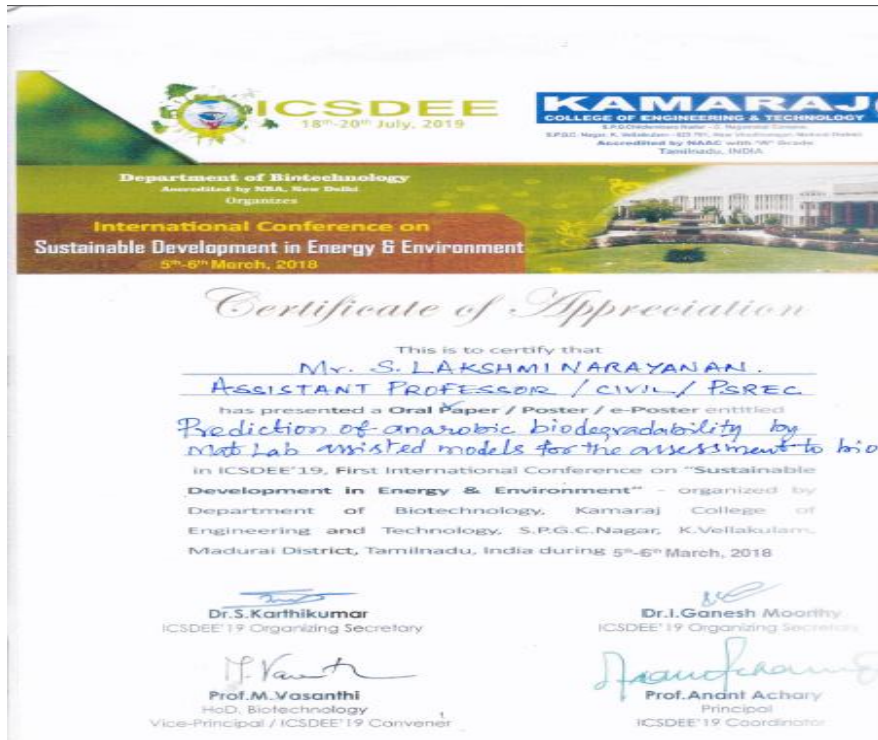 ICSDEE
18th-20th July, 2019
KAMARAJ
COLLEGE OF ENGINEERING & TECHNOLOGY
Accredited by NAAC with "A" Grade
Tamilnadu, INDIA
Department of Biotechnology
Accredited by NBA, New Delhi
Organizes
International Conference on
Sustainable Development in Energy & Environment
5th-6th March, 2018
Certificate of Appreciation
This is to certify that
Mr. S. LAKSHMI NARAYANAN.
ASSISTANT PROFESSOR / CIVIL / PSREC
has presented a Oral Paper / Poster / e-Poster entitled
Prediction of anarobic biodegradability by
Mat Lab assisted models for the assessment to bio
in ICSDEE'19, First International Conference on "Sustainable
Development in Energy & Environment" - organized by
Department of Biotechnology, Kamaraj College of
Engineering and Technology, S.P.G.C.Nagar, K.Vellakulam,
Madurai District, Tamilnadu, India during 5th-6th March, 2018
Dr.S.Karthikumar
ICSDEE'19 Organizing Secretary
Dr.I.Ganesh Moorthy
ICSDEE'19 Organizing Secretary
Prof.M.Vasanthi
HoD, Biotechnology
Vice-Principal / ICSDEE'19 Convener
Prof.Anant Achary
Principal
ICSDEE'19 Coordinator